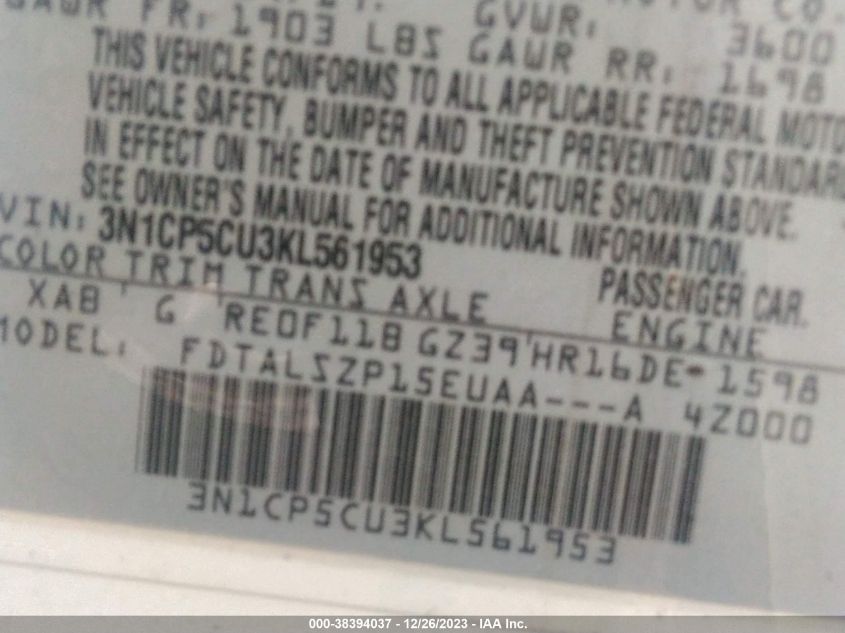 MOTOR CO.
GAWR FR: 1903 LBS GVWR: 3600
GAWR RR: 1698
THIS VEHICLE CONFORMS TO ALL APPLICABLE FEDERAL MOTO
VEHICLE SAFETY, BUMPER AND THEFT PREVENTION STANDARD
IN EFFECT ON THE DATE OF MANUFACTURE SHOWN ABOVE.
SEE OWNER'S MANUAL FOR ADDITIONAL INFORMATION.
VIN: 3N1CP5CU3KL561953 PASSENGER CAR.
COLOR TRIM TRANS AXLE ENGINE
XAB G RE0F11B GZ39 HR16DE 1598
MODEL: FDTALSZP15EUAA---A 4Z000
3N1CP5CU3KL561953
000-38394037 - 12/26/2023 - IAA Inc.